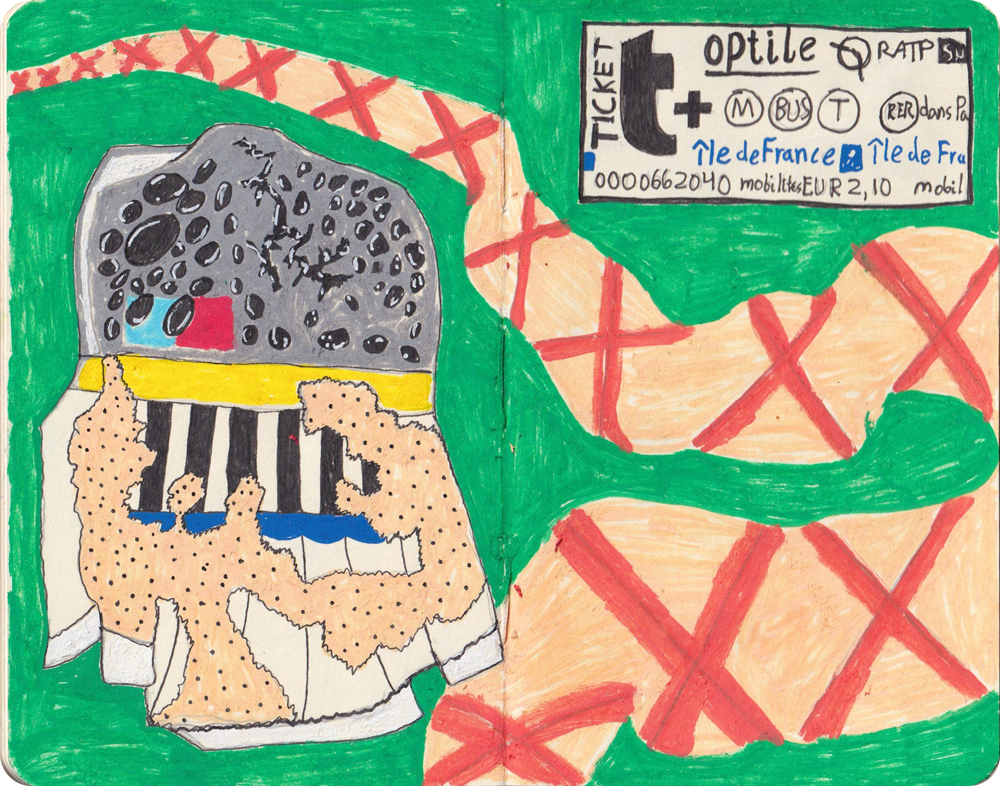 TICKET
t+
optile RATP
M BUS T RER dans Pa
Île de France Île de Fra
0000662040 mobilités EUR 2,10 mobil